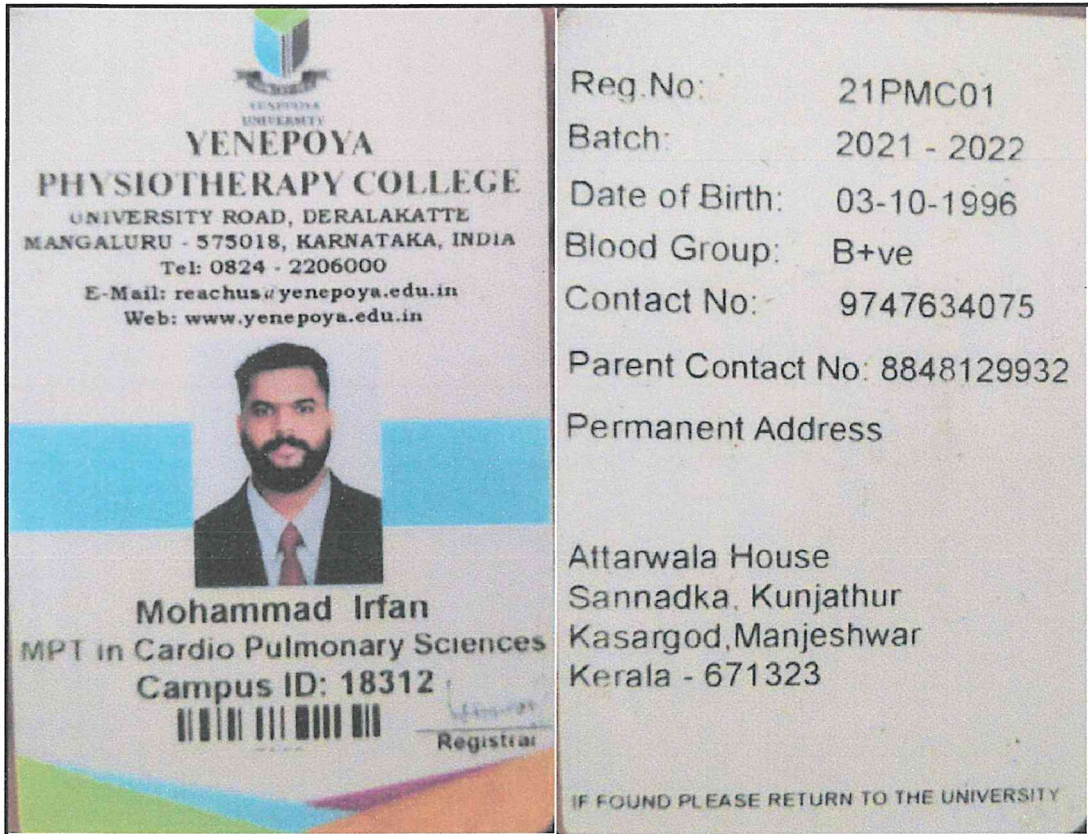 YENEPOYA
UNIVERSITY
YENEPOYA
PHYSIOTHERAPY COLLEGE
UNIVERSITY ROAD, DERALAKATTE
MANGALURU - 575018, KARNATAKA, INDIA
Tel: 0824 - 2206000
E-Mail: reachus@yenepoya.edu.in
Web: www.yenepoya.edu.in
Mohammad Irfan
MPT in Cardio Pulmonary Sciences
Campus ID: 18312
Registrar
Reg.No: 21PMC01
Batch: 2021 - 2022
Date of Birth: 03-10-1996
Blood Group: B+ve
Contact No: 9747634075
Parent Contact No: 8848129932
Permanent Address
Attarwala House
Sannadka, Kunjathur
Kasargod,Manjeshwar
Kerala - 671323
IF FOUND PLEASE RETURN TO THE UNIVERSITY